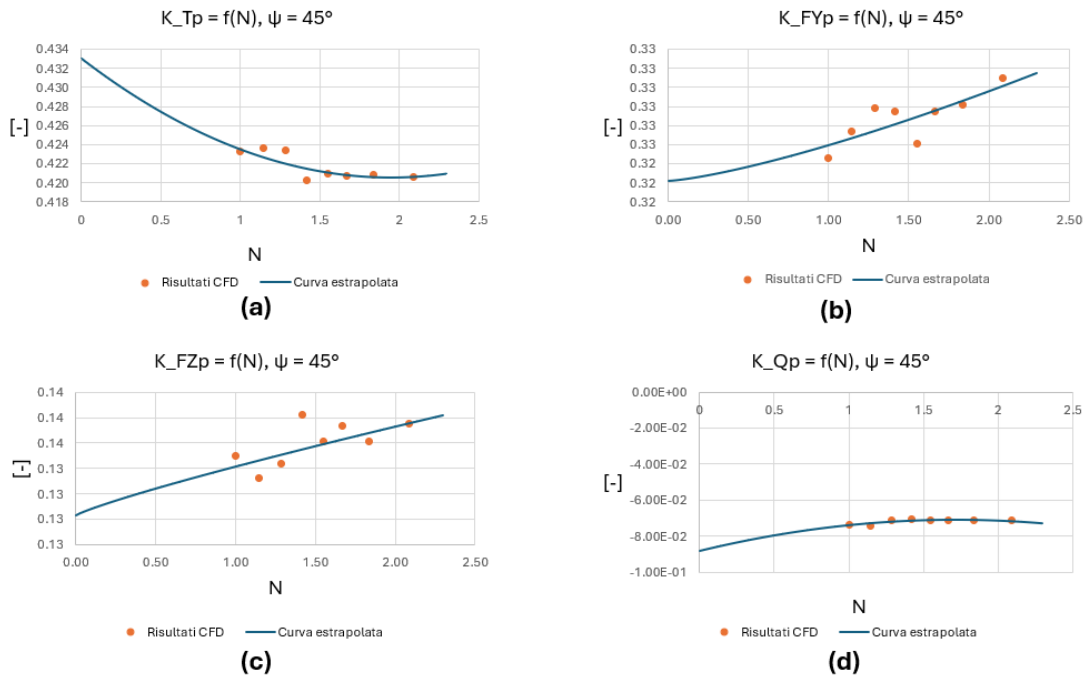 K_Tp = f(N), ψ = 45°
0.434
0.432
0.430
0.428
0.426
0.424
0.422
0.420
0.418
[-]
0 0.5 1 1.5 2 2.5
N
Risultati CFD Curva estrapolata
(a)
K_FYp = f(N), ψ = 45°
0.33
0.33
0.33
0.33
0.33
0.33
0.32
0.32
0.32
[-]
0.00 0.50 1.00 1.50 2.00 2.50
N
Risultati CFD Curva estrapolata
(b)
K_FZp = f(N), ψ = 45°
0.14
0.14
0.14
0.13
0.13
0.13
0.13
[-]
0.00 0.50 1.00 1.50 2.00 2.50
N
Risultati CFD Curva estrapolata
(c)
K_Qp = f(N), ψ = 45°
0.00E+00
0 0.5 1 1.5 2 2.5
-2.00E-02
-4.00E-02
[-]
-6.00E-02
-8.00E-02
-1.00E-01
N
Risultati CFD Curva estrapolata
(d)